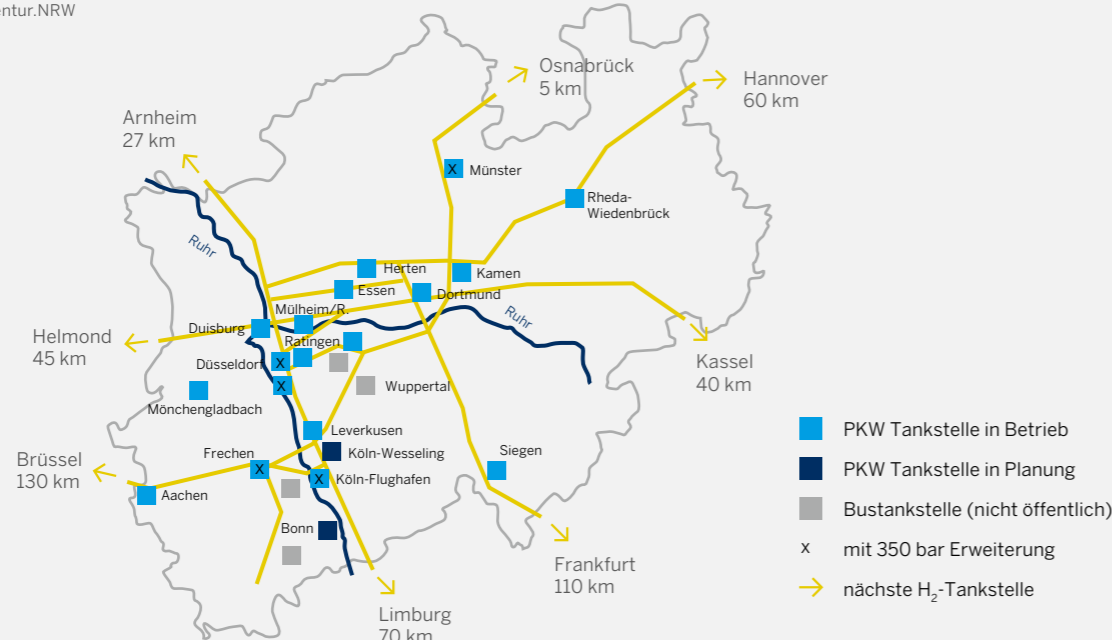 entur.NRW
Osnabrück
5 km
Hannover
60 km
Arnheim
27 km
x
Münster
Rheda-
Wiedenbrück
Ruhr
Herten
Kamen
Essen
Dortmund
Mülheim/R.
Duisburg
Ruhr
Helmond
45 km
Ratingen
Düsseldorf
x
x
Kassel
40 km
Wuppertal
Mönchengladbach
Leverkusen
Frechen
x
Köln-Wesseling
Siegen
Brüssel
130 km
x
Köln-Flughafen
Aachen
Bonn
Frankfurt
110 km
Limburg
70 km
PKW Tankstelle in Betrieb
PKW Tankstelle in Planung
Bustankstelle (nicht öffentlich)
x mit 350 bar Erweiterung
nächste H₂-Tankstelle